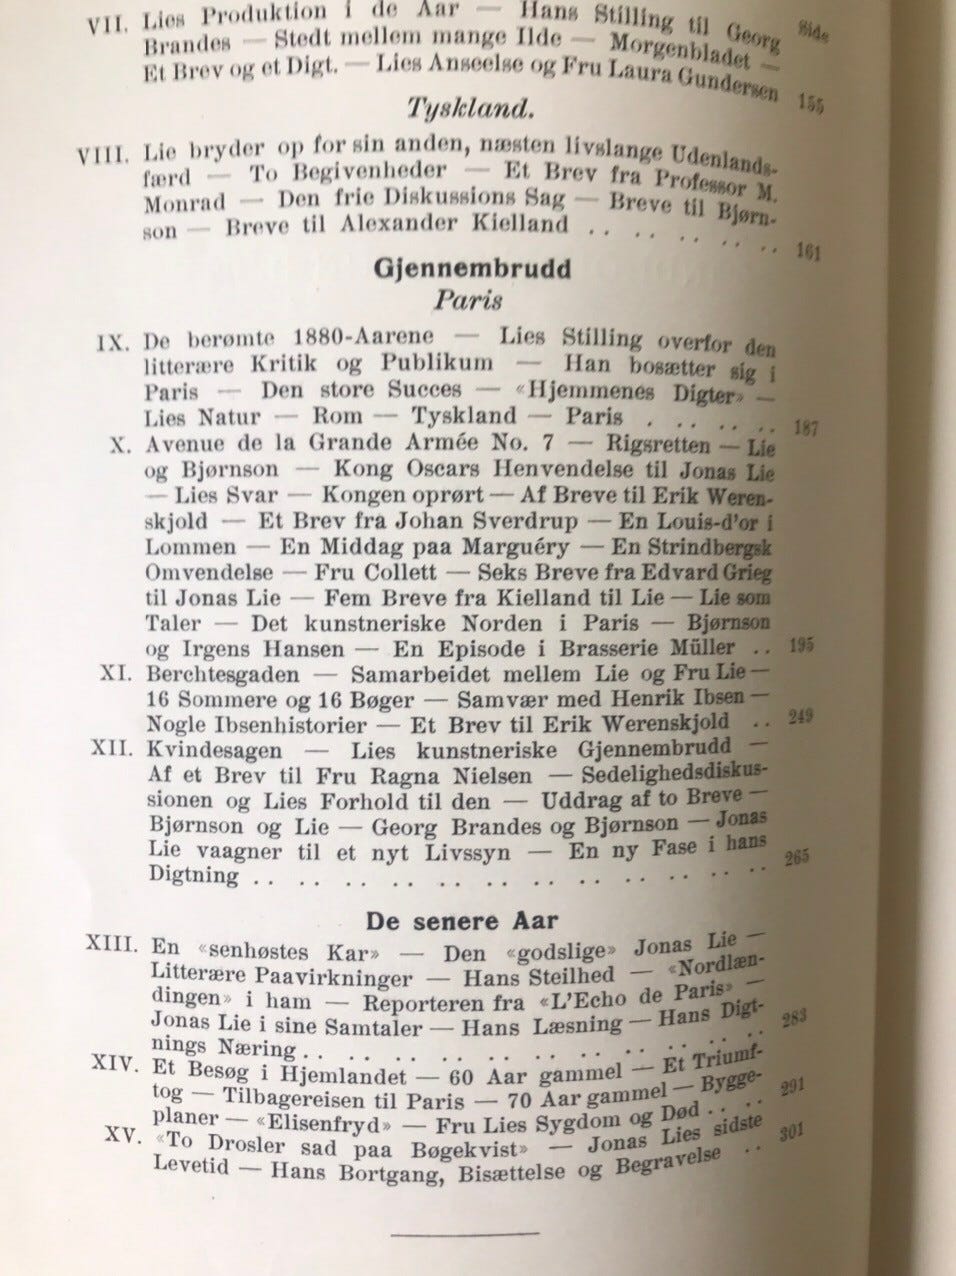 Side
VII. Lies Produktion i de Aar — Hans Stilling til Georg
Brandes — Stedt mellem mange Ilde — Morgenbladet —
Et Brev og et Digt. — Lies Anseelse og Fru Laura Gundersen 155
Tyskland.
VIII. Lie bryder op for sin anden, næsten livslange Udenlands-
færd — To Begivenheder — Et Brev fra Professor M.
Monrad — Den frie Diskussions Sag — Breve til Bjørn-
son — Breve til Alexander Kielland .. .. .. .. .. 161
Gjennembrudd
Paris
IX. De berømte 1880-Aarene — Lies Stilling overfor den
litterære Kritik og Publikum — Han bosætter sig i
Paris — Den store Succes — «Hjemmenes Digter» —
Lies Natur — Rom — Tyskland — Paris . .. .. .. 187
X. Avenue de la Grande Armée No. 7 — Rigsretten — Lie
og Bjørnson — Kong Oscars Henvendelse til Jonas Lie
— Lies Svar — Kongen oprørt — Af Breve til Erik Weren-
skjold — Et Brev fra Johan Sverdrup — En Louis-d'or i
Lommen — En Middag paa Marguéry — En Strindbergsk
Omvendelse — Fru Collett — Seks Breve fra Edvard Grieg
til Jonas Lie — Fem Breve fra Kielland til Lie — Lie som
Taler — Det kunstneriske Norden i Paris — Bjørnson
og Irgens Hansen — En Episode i Brasserie Müller .. 195
XI. Berchtesgaden — Samarbeidet mellem Lie og Fru Lie —
16 Sommere og 16 Bøger — Samvær med Henrik Ibsen —
Nogle Ibsenhistorier — Et Brev til Erik Werenskjold .. 249
XII. Kvindesagen — Lies kunstneriske Gjennembrudd —
Af et Brev til Fru Ragna Nielsen — Sedelighedsdiskus-
sionen og Lies Forhold til den — Uddrag af to Breve —
Bjørnson og Lie — Georg Brandes og Bjørnson — Jonas
Lie vaagner til et nyt Livssyn — En ny Fase i hans
Digtning .. .. .. .. .. .. .. .. .. .. .. .. 265
De senere Aar
XIII. En «senhøstes Kar» — Den «godslige» Jonas Lie —
Litterære Paavirkninger — Hans Steilhed — «Nordlæn-
dingen» i ham — Reporteren fra «L'Echo de Paris» —
Jonas Lie i sine Samtaler — Hans Læsning — Hans Digt-
nings Næring .. .. .. .. .. .. .. .. .. .. .. 283
XIV. Et Besøg i Hjemlandet — 60 Aar gammel — Et Triumf-
tog — Tilbagereisen til Paris — 70 Aar gammel — Bygge-
planer — «Elisenfryd» — Fru Lies Sygdom og Død .. .. 291
XV. «To Drosler sad paa Bøgekvist» — Jonas Lies sidste
Levetid — Hans Bortgang, Bisættelse og Begravelse .. 301